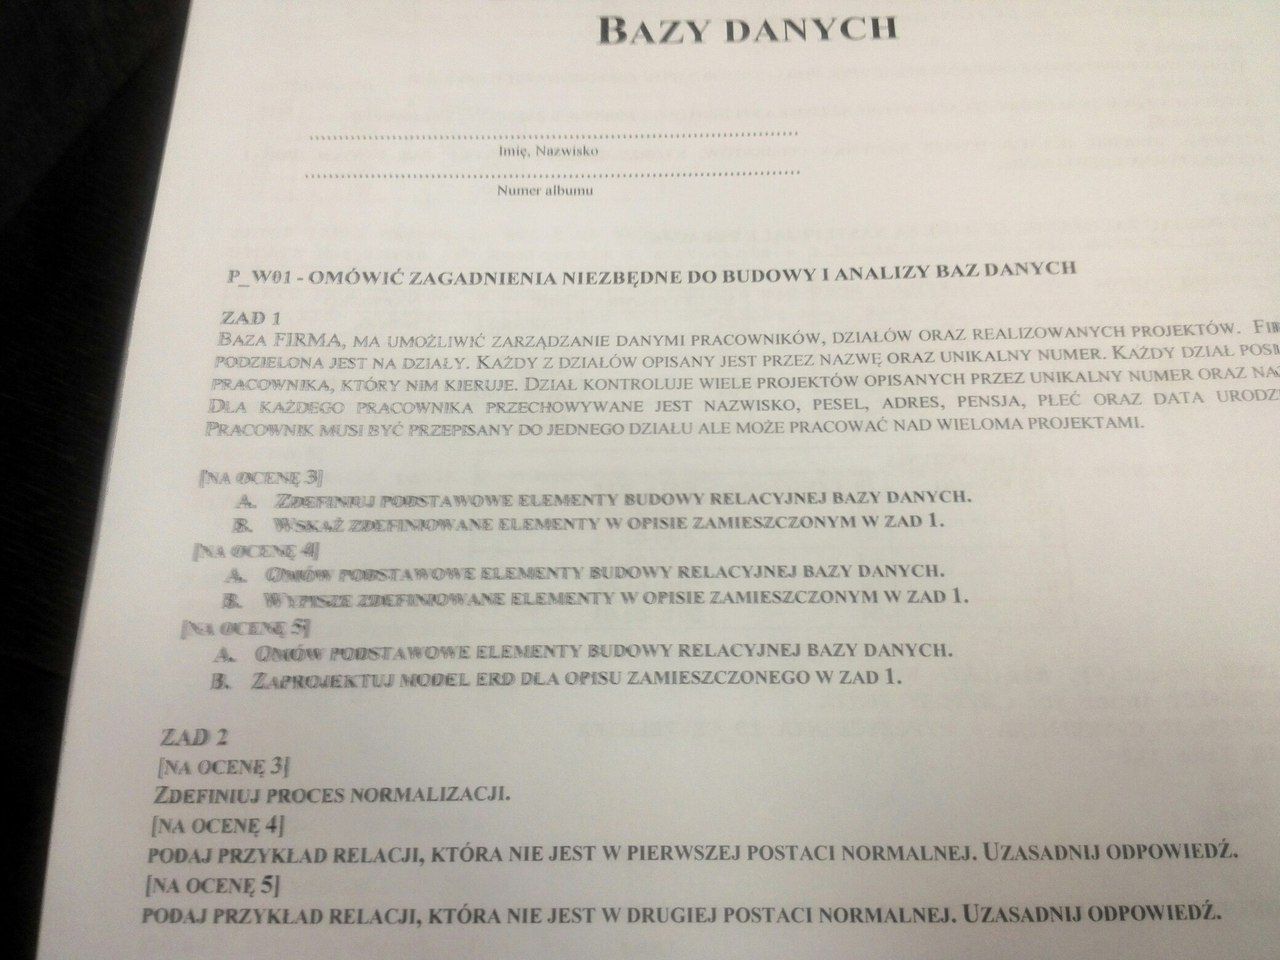 BAZY DANYCH
Imię, Nazwisko
Numer albumu
P_W01 - OMÓWIĆ ZAGADNIENIA NIEZBĘDNE DO BUDOWY I ANALIZY BAZ DANYCH
ZAD 1
BAZA FIRMA, MA UMOŻLIWIĆ ZARZĄDZANIE DANYMI PRACOWNIKÓW, DZIAŁÓW ORAZ REALIZOWANYCH PROJEKTÓW.
PODZIELONA JEST NA DZIAŁY. KAŻDY Z DZIAŁÓW OPISANY JEST PRZEZ NAZWĘ ORAZ UNIKALNY NUMER. KAŻDY DZIAŁ
PRACOWNIKA, KTÓRY NIM KIERUJE. DZIAŁ KONTROLUJE WIELE PROJEKTÓW OPISANYCH PRZEZ UNIKALNY NUMER ORAZ
DLA KAŻDEGO PRACOWNIKA PRZECHOWYWANE JEST NAZWISKO, PESEL, ADRES, PENSJA, PŁEĆ ORAZ DATA
PRACOWNIK MUSI BYĆ PRZEPISANY DO JEDNEGO DZIAŁU ALE MOŻE PRACOWAĆ NAD WIELOMA PROJEKTAMI.
[NA OCENĘ 3]
A. ZDEFINIUJ PODSTAWOWE ELEMENTY BUDOWY RELACYJNEJ BAZY DANYCH.
B. WSKAŻ ZDEFINIOWANE ELEMENTY W OPISIE ZAMIESZCZONYM W ZAD 1.
[NA OCENĘ 4]
A. OMÓW PODSTAWOWE ELEMENTY BUDOWY RELACYJNEJ BAZY DANYCH.
B. WYPISZE ZDEFINIOWANE ELEMENTY W OPISIE ZAMIESZCZONYM W ZAD 1.
[NA OCENĘ 5]
A. OMÓW PODSTAWOWE ELEMENTY BUDOWY RELACYJNEJ BAZY DANYCH.
B. ZAPROJEKTUJ MODEL ERD DLA OPISU ZAMIESZCZONEGO W ZAD 1.
ZAD 2
[NA OCENĘ 3]
ZDEFINIUJ PROCES NORMALIZACJI.
[NA OCENĘ 4]
PODAJ PRZYKŁAD RELACJI, KTÓRA NIE JEST W PIERWSZEJ POSTACI NORMALNEJ. UZASADNIJ ODPOWIEDŹ.
[NA OCENĘ 5]
PODAJ PRZYKŁAD RELACJI, KTÓRA NIE JEST W DRUGIEJ POSTACI NORMALNEJ. UZASADNIJ ODPOWIEDŹ.